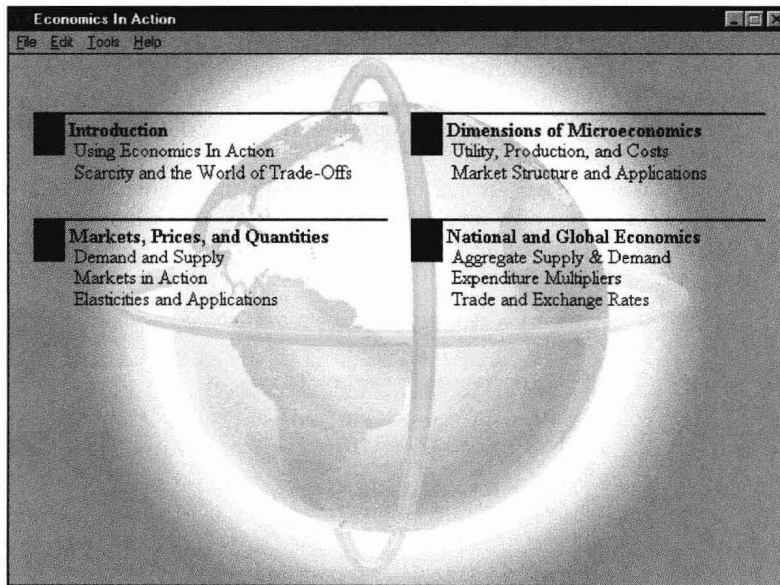 Economics In Action
File Edit Tools Help
Introduction
Using Economics In Action
Scarcity and the World of Trade-Offs
Dimensions of Microeconomics
Utility, Production, and Costs
Market Structure and Applications
Markets, Prices, and Quantities
Demand and Supply
Markets in Action
Elasticities and Applications
National and Global Economics
Aggregate Supply & Demand
Expenditure Multipliers
Trade and Exchange Rates